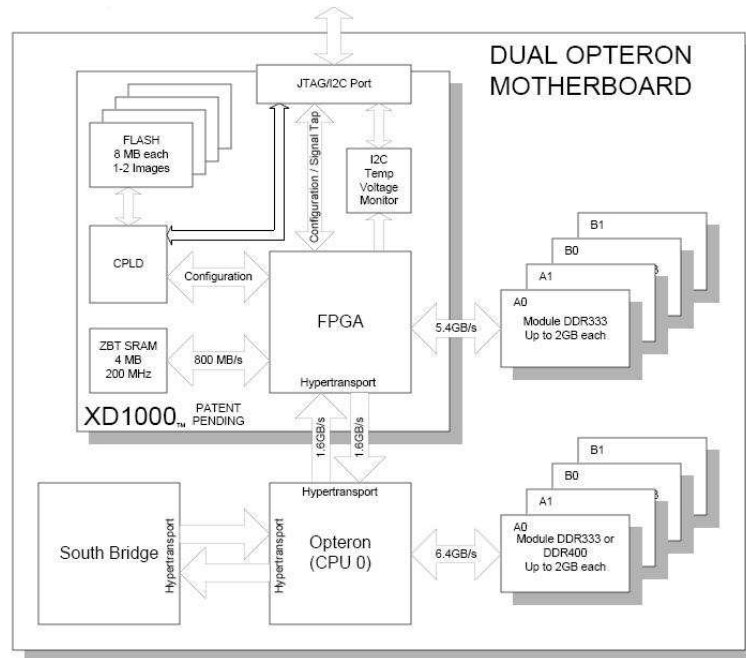 DUAL OPTERON
MOTHERBOARD
JTAG/I2C Port
FLASH
8 MB each
1-2 Images
Configuration / Signal Tap
I2C
Temp
Voltage
Monitor
CPLD
Configuration
FPGA
Hypertransport
ZBT SRAM
4 MB
200 MHz
800 MB/s
5.4GB/s
B1
B0
A1
A0
Module DDR333
Up to 2GB each
XD1000™
PATENT
PENDING
1.6GB/s
1.6GB/s
South Bridge
Hypertransport
Hypertransport
Hypertransport
Opteron
(CPU 0)
6.4GB/s
B1
B0
A1
A0
Module DDR333 or
DDR400
Up to 2GB each